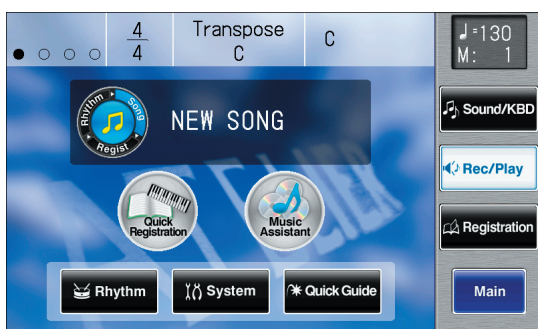 4
4
Transpose
C
C
♩=130
M: 1
Rhythm
Song
Regist
NEW SONG
Sound/KBD
Rec/Play
Quick
Registration
Music
Assistant
Registration
Rhythm
System
Quick Guide
Main
ATELIER